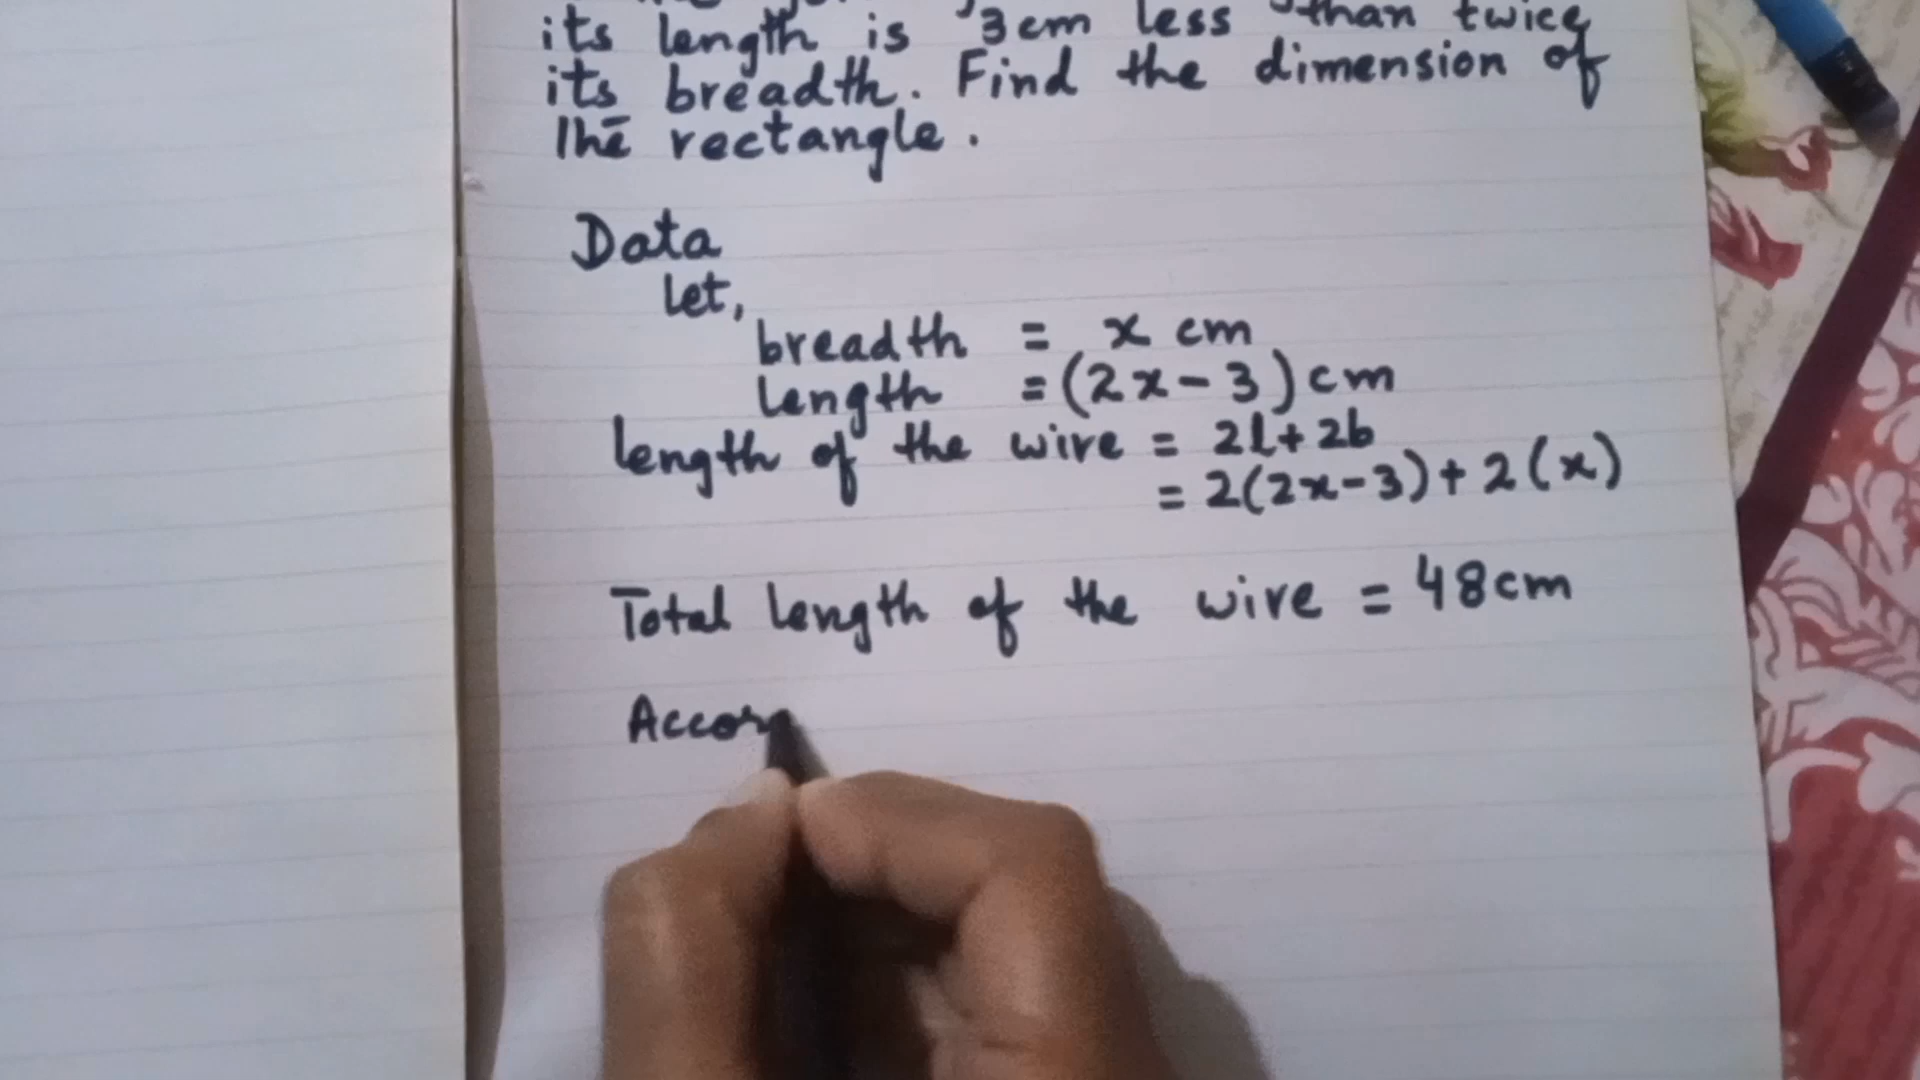 its length is 3cm less than twice
its breadth. Find the dimension of
The rectangle.
Data
let,
breadth = x cm
length = (2x-3)cm
length of the wire = 2l+2b
= 2(2x-3)+2(x)
Total length of the wire = 48cm
Accor